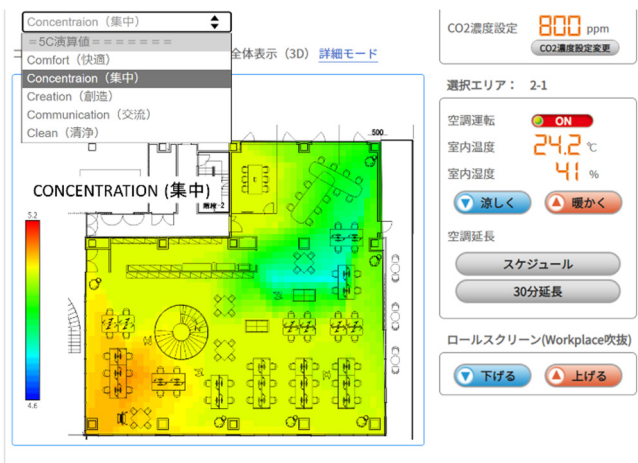 Concentraion（集中）
＝5C演算値＝＝＝＝＝＝＝
Comfort（快適）
Concentraion（集中）
Creation（創造）
Communication（交流）
Clean（清浄）
全体表示（3D） 詳細モード
CONCENTRATION (集中)
5.2
4.6
500
階段-2
CO2濃度設定 800 ppm
CO2濃度設定変更
選択エリア： 2-1
空調運転 ON
室内温度 24.2 ℃
室内湿度 41 %
涼しく 暖かく
空調延長
スケジュール
30分延長
ロールスクリーン(Workplace吹抜)
下げる 上げる